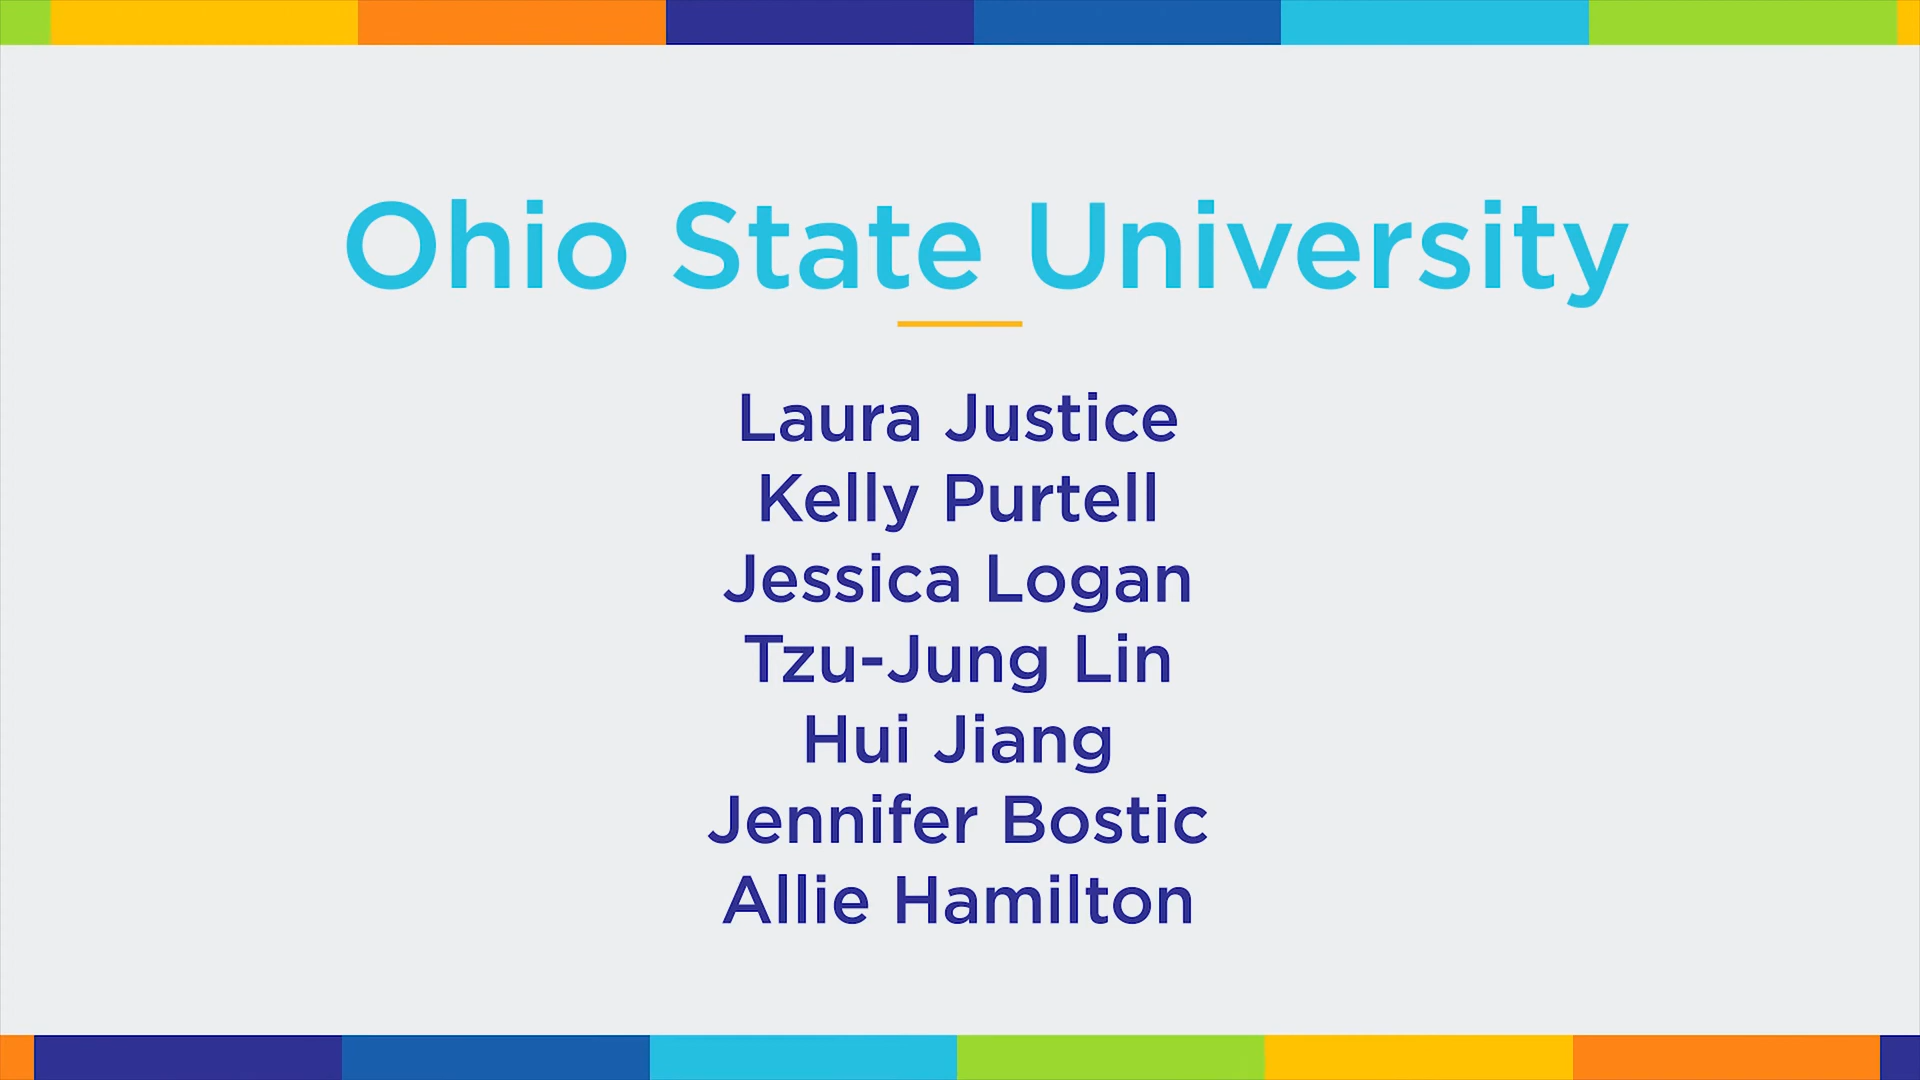 Ohio State University
Laura Justice
Kelly Purtell
Jessica Logan
Tzu-Jung Lin
Hui Jiang
Jennifer Bostic
Allie Hamilton